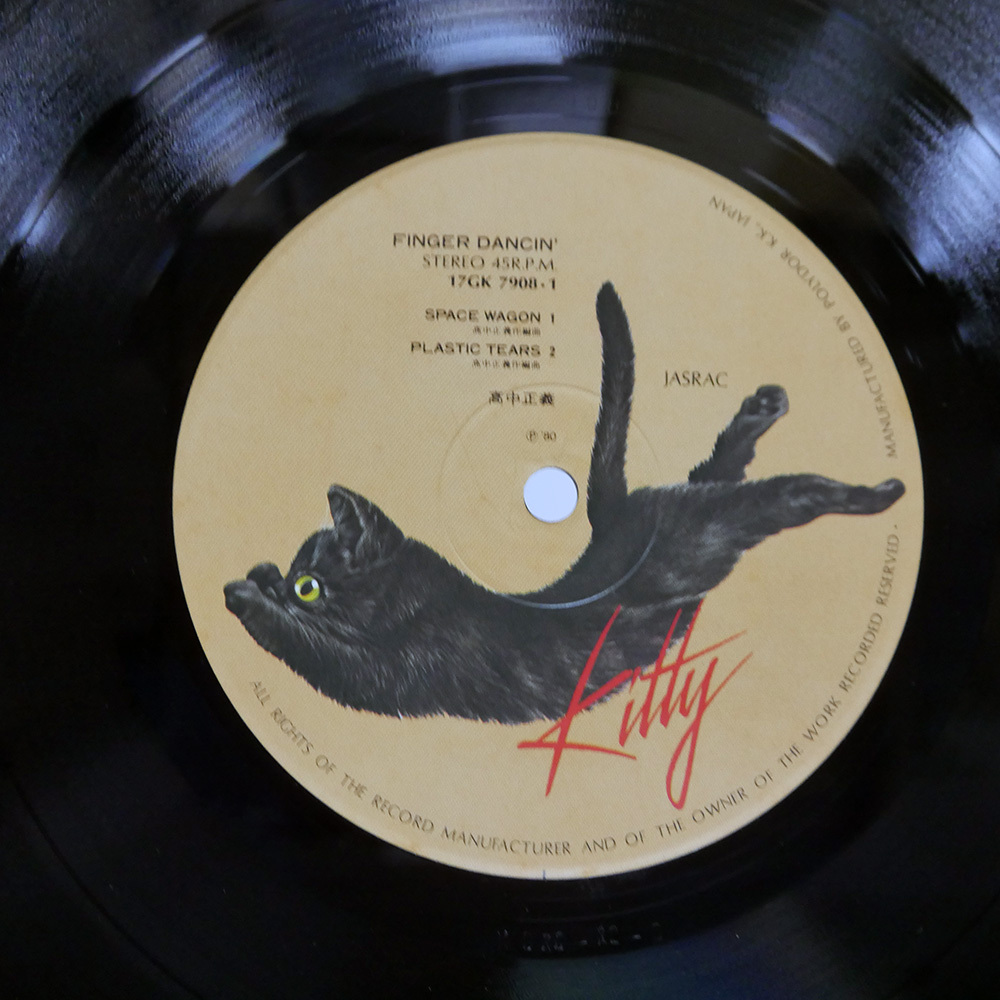 FINGER DANCIN'
STEREO 45R.P.M.
17GK 7908-1
SPACE WAGON 1
高中正義作編曲
PLASTIC TEARS 2
高中正義作編曲
高中正義
℗ '80
JASRAC
Kitty
ALL RIGHTS OF THE RECORD MANUFACTURER AND OF THE OWNER OF THE WORK RECORDED RESERVED · MANUFACTURED BY POLYDOR K.K., JAPAN